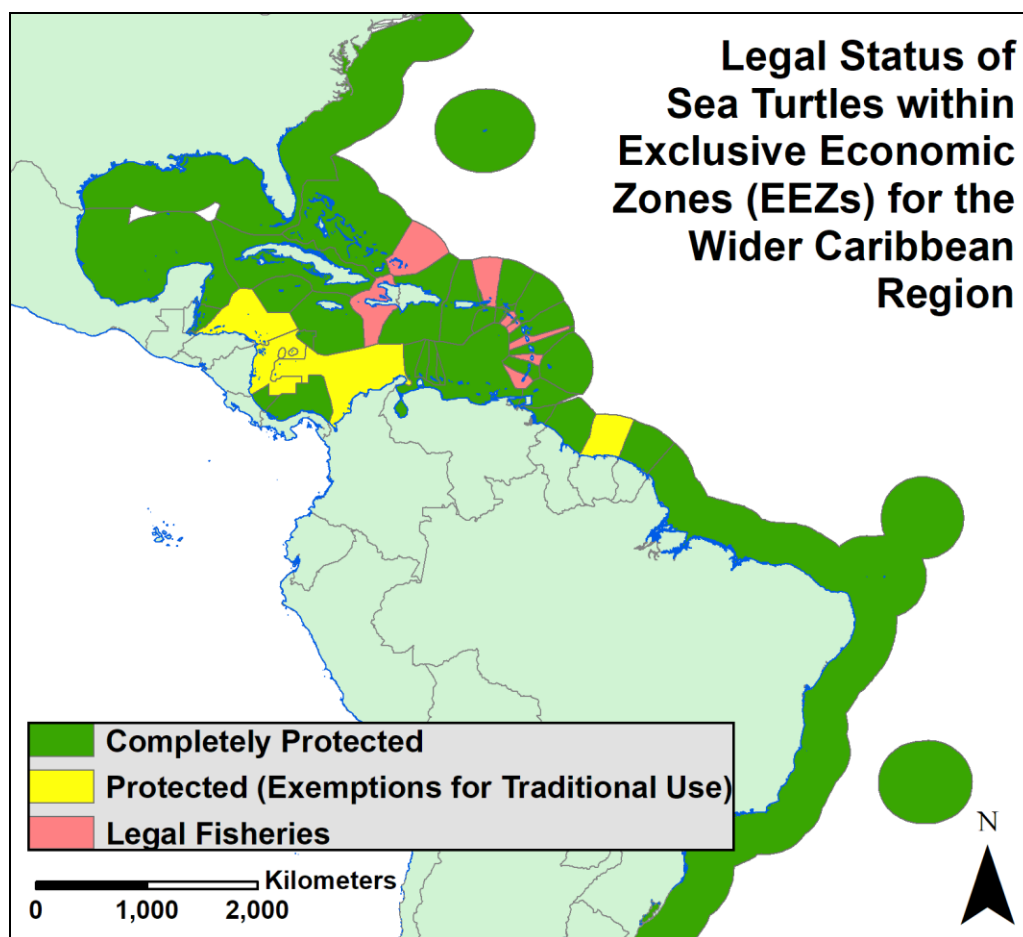 Legal Status of
Sea Turtles within
Exclusive Economic
Zones (EEZs) for the
Wider Caribbean
Region
Completely Protected
Protected (Exemptions for Traditional Use)
Legal Fisheries
Kilometers
0 1,000 2,000
N